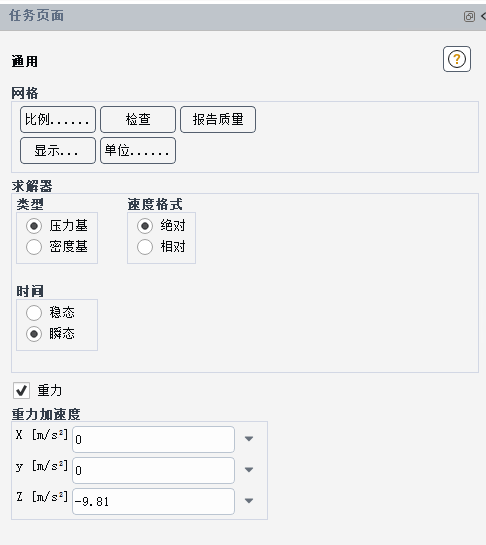 任务页面
通用
网格
比例...... 检查 报告质量
显示... 单位......
求解器
类型 速度格式
压力基 绝对
密度基 相对
时间
稳态
瞬态
重力
重力加速度
X [m/s²] 0
y [m/s²] 0
Z [m/s²] -9.81